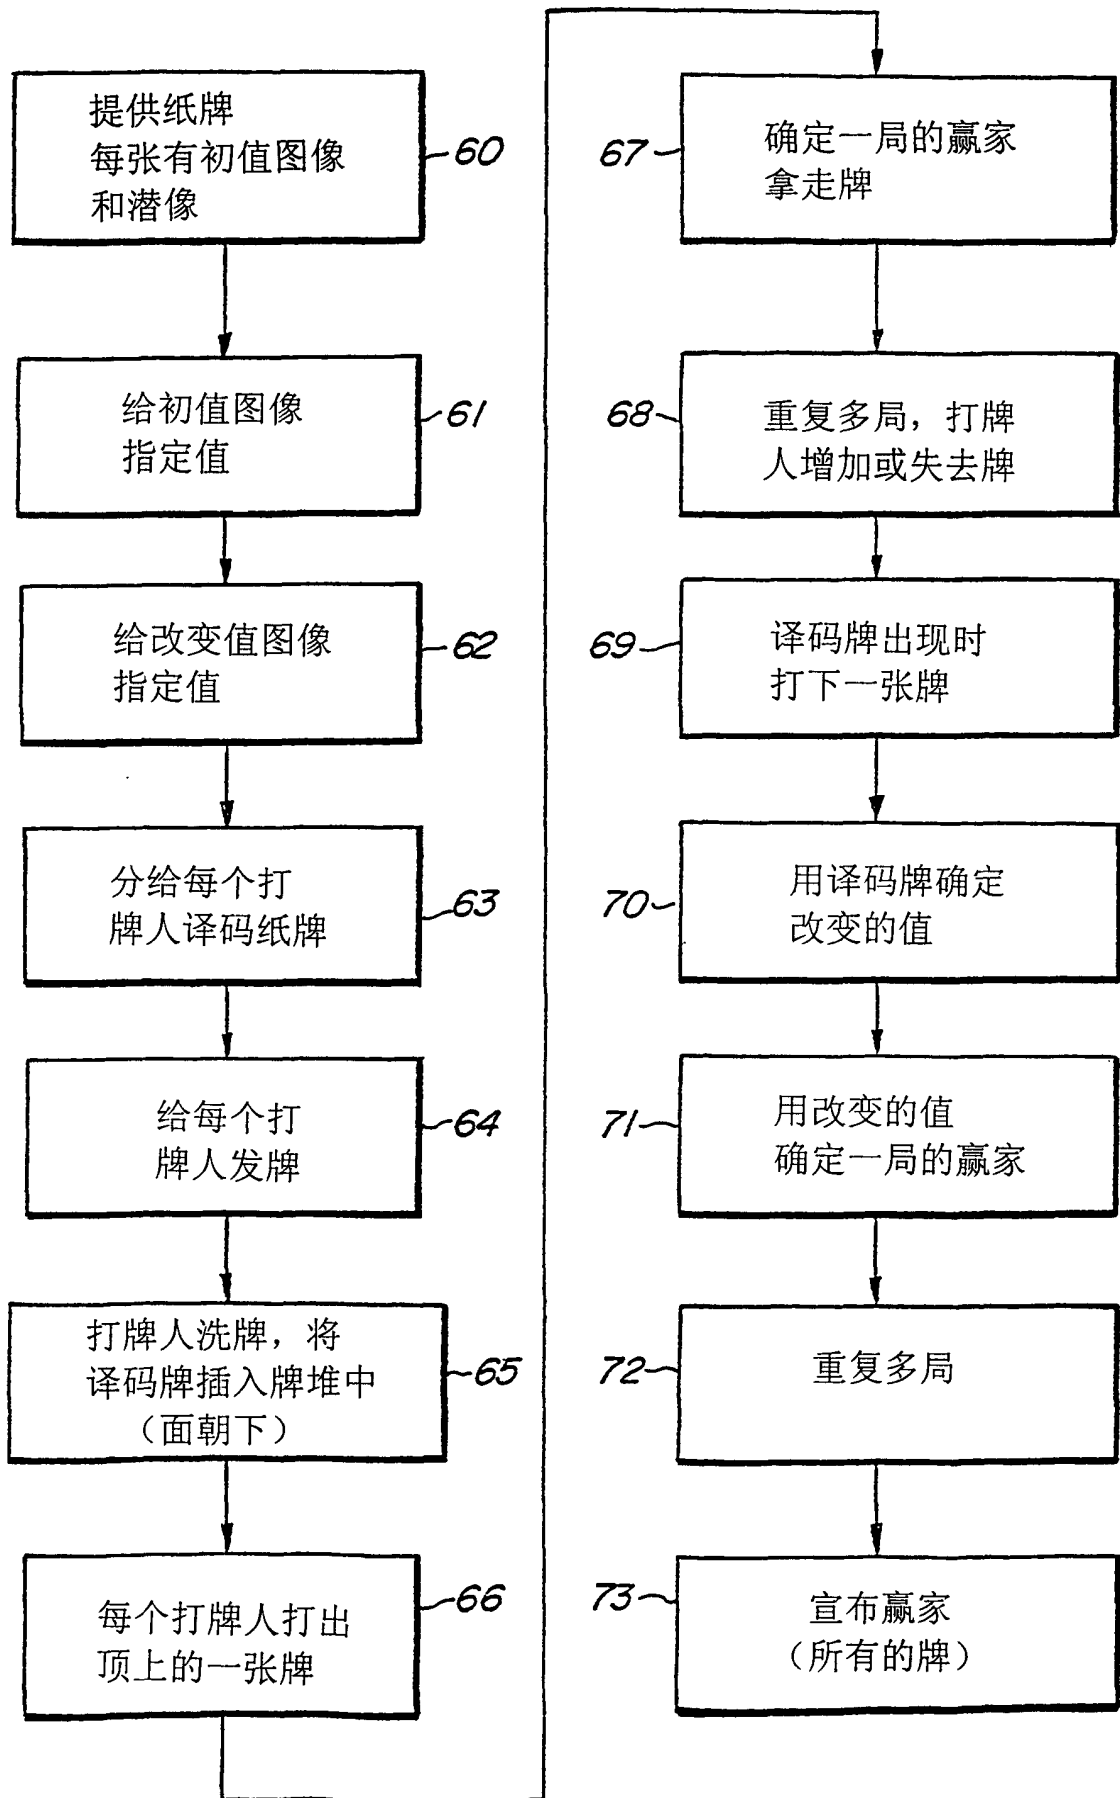 提供纸牌
每张有初值图像
和潜像
60
给初值图像
指定值
61
给改变值图像
指定值
62
分给每个打
牌人译码纸牌
63
给每个打
牌人发牌
64
打牌人洗牌，将
译码牌插入牌堆中
（面朝下）
65
每个打牌人打出
顶上的一张牌
66
67
确定一局的赢家
拿走牌
68
重复多局，打牌
人增加或失去牌
69
译码牌出现时
打下一张牌
70
用译码牌确定
改变的值
71
用改变的值
确定一局的赢家
72
重复多局
73
宣布赢家
（所有的牌）